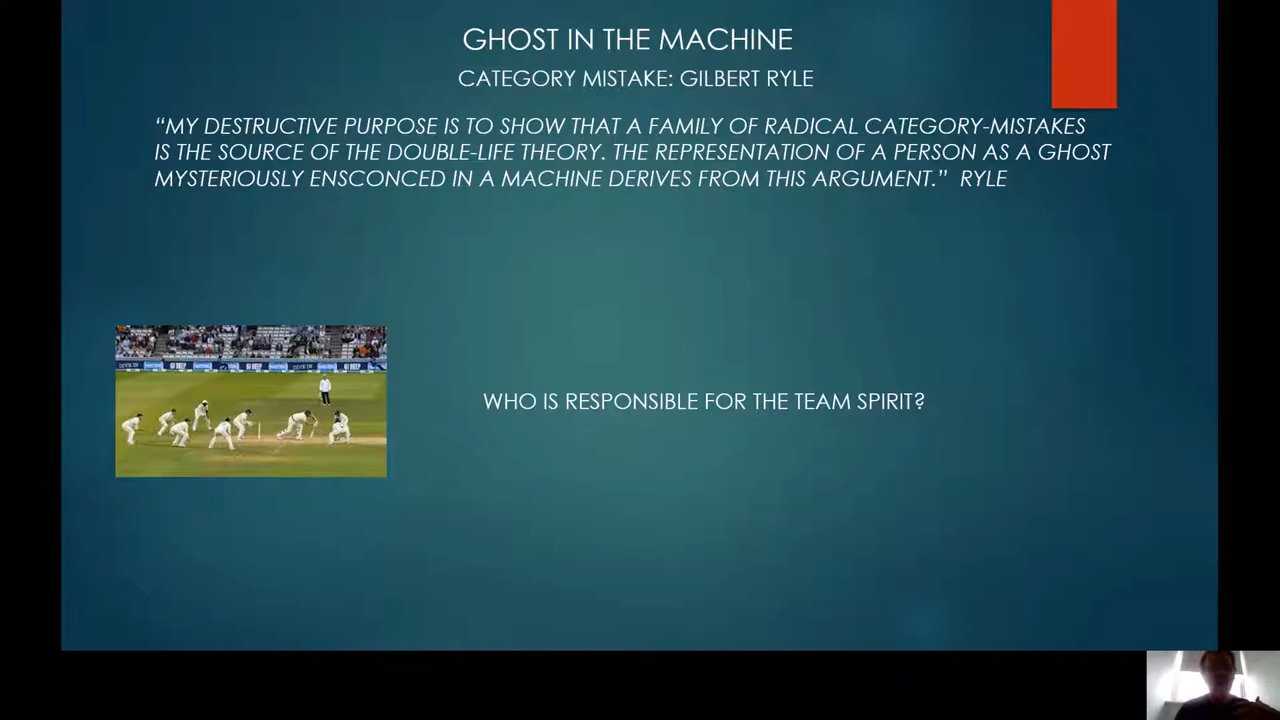 GHOST IN THE MACHINE
CATEGORY MISTAKE: GILBERT RYLE
“MY DESTRUCTIVE PURPOSE IS TO SHOW THAT A FAMILY OF RADICAL CATEGORY-MISTAKES
IS THE SOURCE OF THE DOUBLE-LIFE THEORY. THE REPRESENTATION OF A PERSON AS A GHOST
MYSTERIOUSLY ENSCONCED IN A MACHINE DERIVES FROM THIS ARGUMENT.” RYLE
WHO IS RESPONSIBLE FOR THE TEAM SPIRIT?